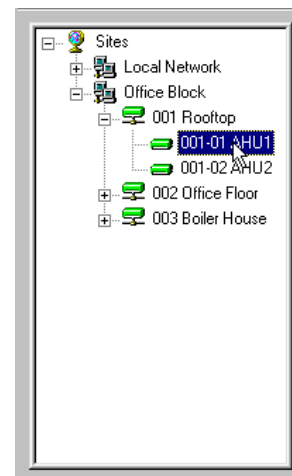 Sites
Local Network
Office Block
001 Rooftop
001-01 AHU1
001-02 AHU2
002 Office Floor
003 Boiler House